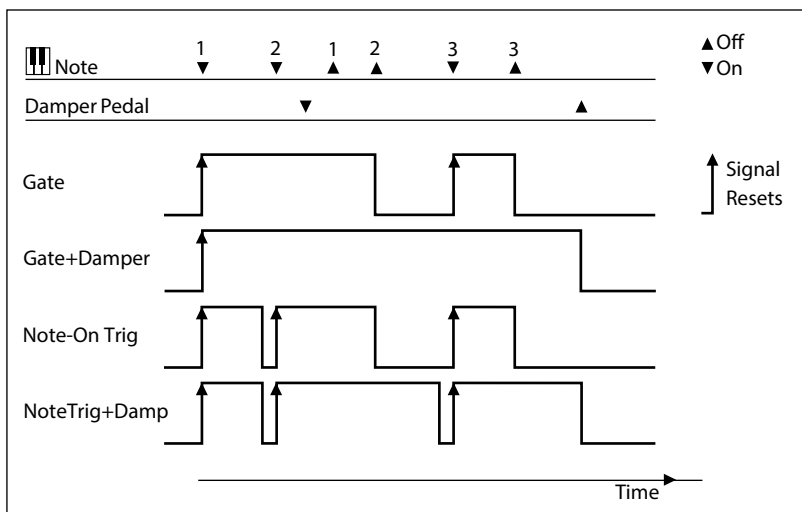 1 2 1 2 3 3
Off
Note
On
Damper Pedal
Gate
Signal
Resets
Gate+Damper
Note-On Trig
NoteTrig+Damp
Time